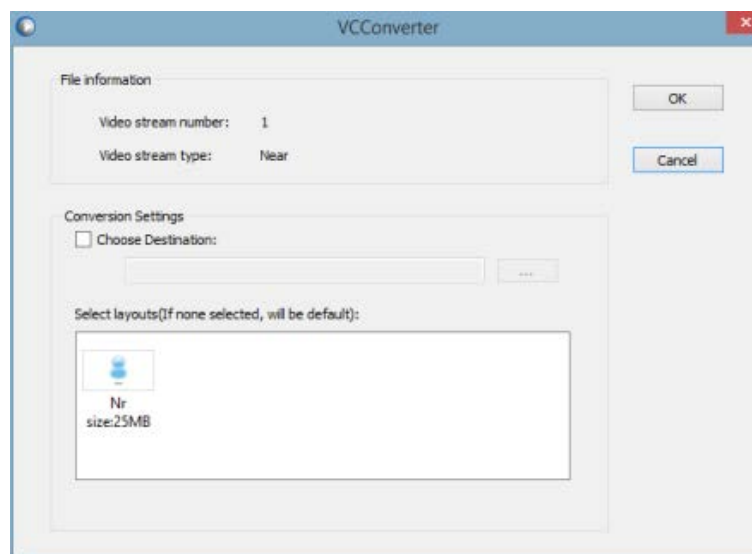 VCConverter
File information
Video stream number: 1
Video stream type: Near
OK
Cancel
Conversion Settings
Choose Destination:
...
Select layouts(If none selected, will be default):
Nr
size:25MB